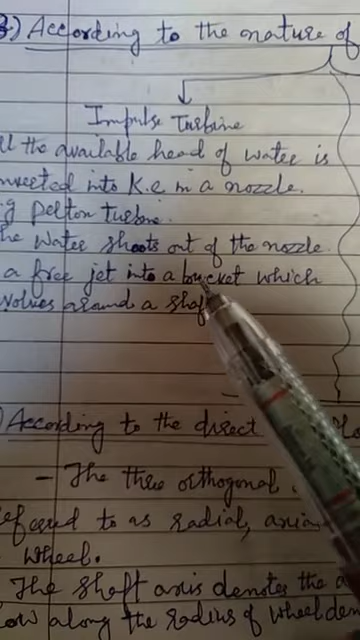 3.) According to the nature of
Impulse Turbine
ll the available head of water is
nverted into K.e in a nozzle.
g Pelton turbine.
he water shoots out of the nozzle.
a free jet into a bucket which
volves around a shaf
) According to the direct
- The three orthogonal
efered to as radial, axia
wheel.
The shaft axis denotes the a
low along the radius of wheel den